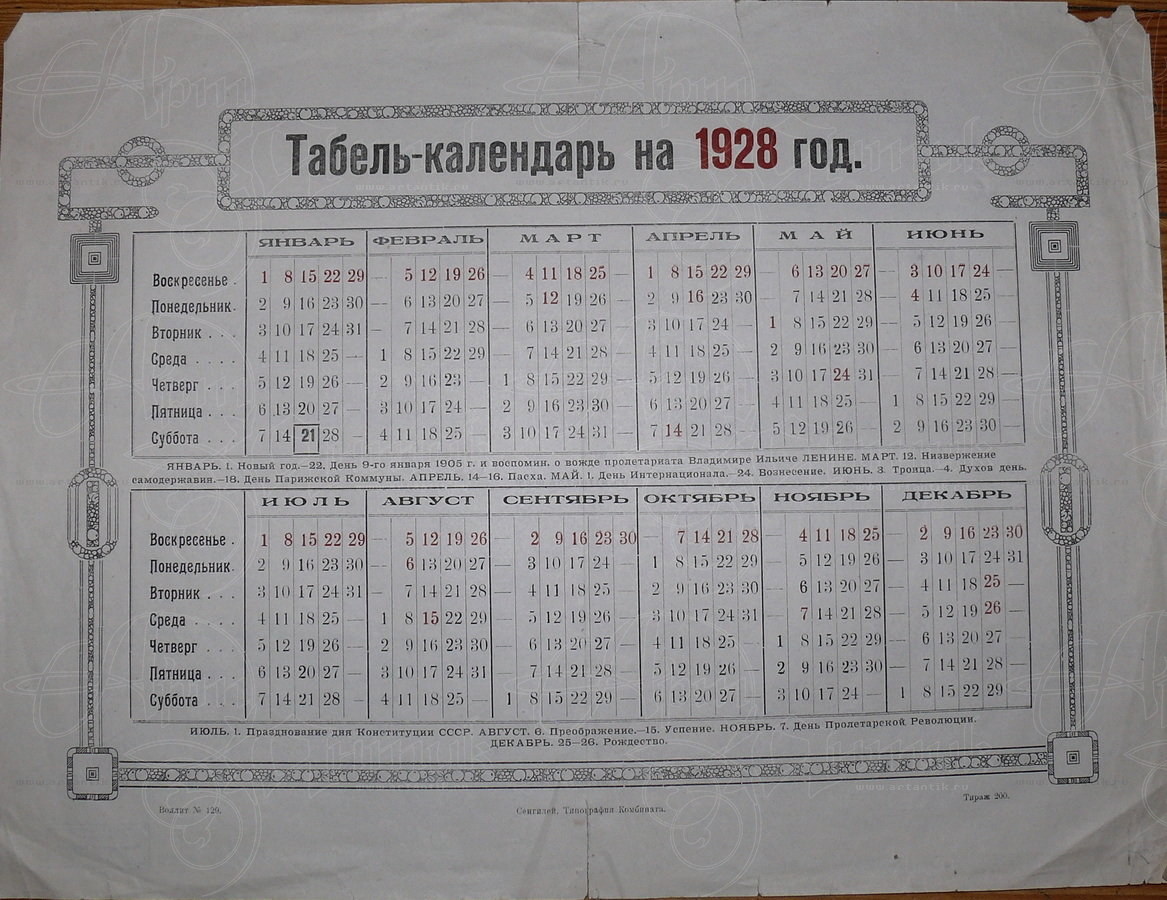 Табель-календарь на 1928 год.
ЯНВАРЬ ФЕВРАЛЬ МАРТ АПРЕЛЬ МАЙ ИЮНЬ
Воскресенье . 1 8 15 22 29 — 5 12 19 26 — 4 11 18 25 — 1 8 15 22 29 — 6 13 20 27 — 3 10 17 24 —
Понедельник. 2 9 16 23 30 — 6 13 20 27 — 5 12 19 26 — 2 9 16 23 30 — 7 14 21 28 — 4 11 18 25 —
Вторник . . . 3 10 17 24 31 — 7 14 21 28 — 6 13 20 27 — 3 10 17 24 — 1 8 15 22 29 — 5 12 19 26 —
Среда . . . . 4 11 18 25 — 1 8 15 22 29 — 7 14 21 28 — 4 11 18 25 — 2 9 16 23 30 — 6 13 20 27 —
Четверг . . . 5 12 19 26 — 2 9 16 23 — 1 8 15 22 29 — 5 12 19 26 — 3 10 17 24 31 — 7 14 21 28 —
Пятница . . . 6 13 20 27 — 3 10 17 24 — 2 9 16 23 30 — 6 13 20 27 — 4 11 18 25 — 1 8 15 22 29 —
Суббота . . . 7 14 21 28 — 4 11 18 25 — 3 10 17 24 31 — 7 14 21 28 — 5 12 19 26 — 2 9 16 23 30 —
ЯНВАРЬ. 1. Новый год.—22. День 9-го января 1905 г. и воспомин. о вожде пролетариата Владимире Ильиче ЛЕНИНЕ. МАРТ. 12. Низвержение
самодержавия.—18. День Парижской Коммуны. АПРЕЛЬ. 14—16. Пасха. МАЙ. 1. День Интернационала.—24. Вознесение. ИЮНЬ. 3. Троица.—4. Духов день.
ИЮЛЬ АВГУСТ СЕНТЯБРЬ ОКТЯБРЬ НОЯБРЬ ДЕКАБРЬ
Воскресенье . 1 8 15 22 29 — 5 12 19 26 — 2 9 16 23 30 — 7 14 21 28 — 4 11 18 25 — 2 9 16 23 30
Понедельник. 2 9 16 23 30 — 6 13 20 27 — 3 10 17 24 — 1 8 15 22 29 — 5 12 19 26 — 3 10 17 24 31
Вторник . . . 3 10 17 24 31 — 7 14 21 28 — 4 11 18 25 — 2 9 16 23 30 — 6 13 20 27 — 4 11 18 25 —
Среда . . . . 4 11 18 25 — 1 8 15 22 29 — 5 12 19 26 — 3 10 17 24 31 — 7 14 21 28 — 5 12 19 26 —
Четверг . . . 5 12 19 26 — 2 9 16 23 30 — 6 13 20 27 — 4 11 18 25 — 1 8 15 22 29 — 6 13 20 27
Пятница . . . 6 13 20 27 — 3 10 17 24 31 — 7 14 21 28 — 5 12 19 26 — 2 9 16 23 30 — 7 14 21 28 —
Суббота . . . 7 14 21 28 — 4 11 18 25 — 1 8 15 22 29 — 6 13 20 27 — 3 10 17 24 — 1 8 15 22 29 —
ИЮЛЬ. 1. Празднование дня Конституции СССР. АВГУСТ. 6. Преображение.—15. Успение. НОЯБРЬ. 7. День Пролетарской Революции.
ДЕКАБРЬ. 25—26. Рождество.
Воллит № 129. Сенгилей, Типография Комбината. Тираж 200.
www.artantik.ru